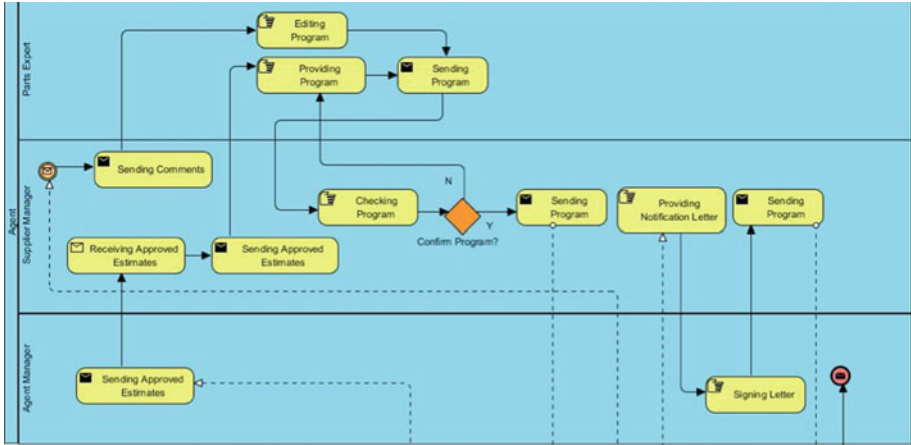 Agent
Parts Expert
Editing
Program
Providing
Program
Sending
Program
Supplier Manager
Sending Comments
Checking
Program
N
Y
Confirm Program?
Sending
Program
Providing
Notification Letter
Sending
Program
Receiving Approved
Estimates
Sending Approved
Estimates
Agent Manager
Sending Approved
Estimates
Signing Letter